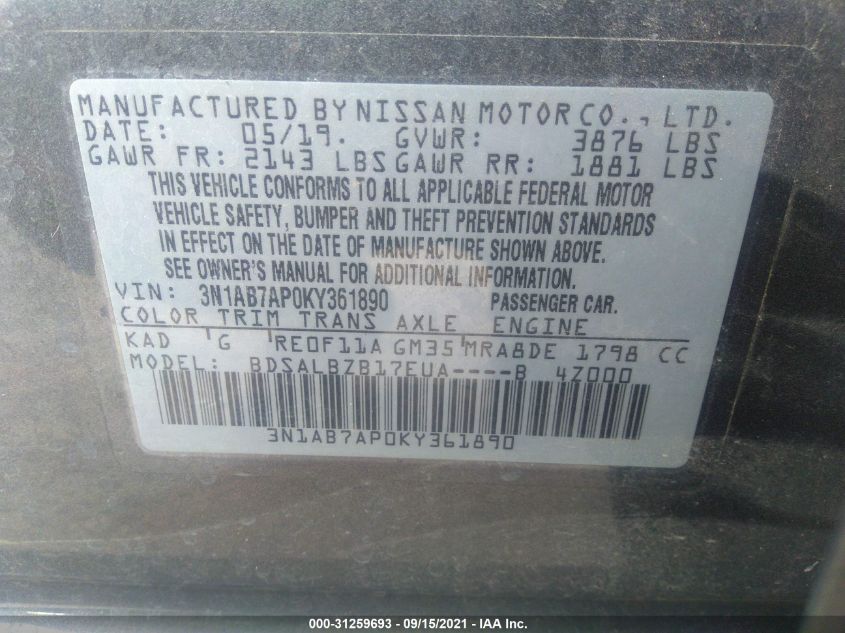 MANUFACTURED BY NISSAN MOTOR CO., LTD.
DATE: 05/19. GVWR: 3876 LBS
GAWR FR: 2143 LBS GAWR RR: 1881 LBS
THIS VEHICLE CONFORMS TO ALL APPLICABLE FEDERAL MOTOR
VEHICLE SAFETY, BUMPER AND THEFT PREVENTION STANDARDS
IN EFFECT ON THE DATE OF MANUFACTURE SHOWN ABOVE.
SEE OWNER'S MANUAL FOR ADDITIONAL INFORMATION.
VIN: 3N1AB7AP0KY361890 PASSENGER CAR.
COLOR TRIM TRANS AXLE ENGINE
KAD G RE0F11A GM35 MRA8DE 1798 CC
MODEL: BDSALBZB17EUA----B 4Z000
3N1AB7AP0KY361890
000-31259693 - 09/15/2021 - IAA Inc.